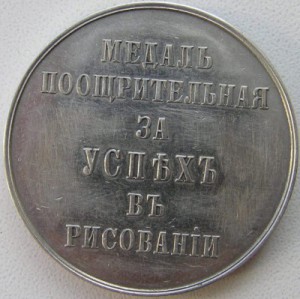 МЕДАЛЬ
ПООЩРИТЕЛЬНАЯ
ЗА
УСПѢХЪ
ВЪ
РИСОВАНІИ